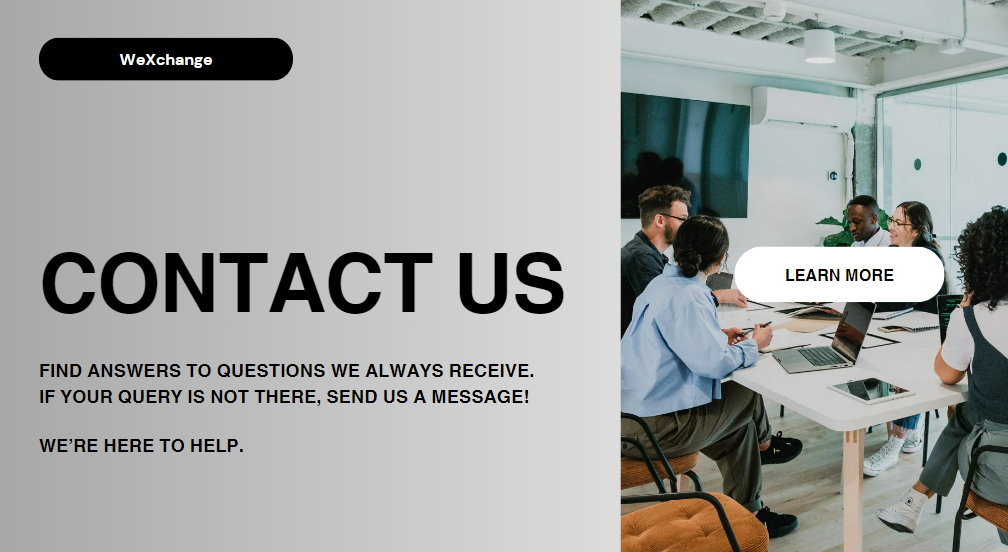 WeXchange
CONTACT US
LEARN MORE
FIND ANSWERS TO QUESTIONS WE ALWAYS RECEIVE.
IF YOUR QUERY IS NOT THERE, SEND US A MESSAGE!
WE’RE HERE TO HELP.